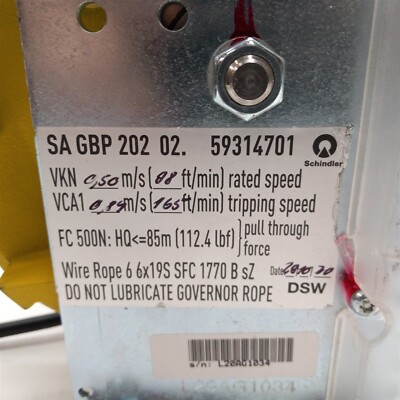 SA GBP 202 02. 59314701
Schindler
VKN 0,50 m/s (98 ft/min) rated speed
VCA1 0,84 m/s (165 ft/min) tripping speed
FC 500N: HQ<=85m (112.4 lbf) } pull through force
Wire Rope 6 6x19S SFC 1770 B sZ Date
DO NOT LUBRICATE GOVERNOR ROPE DSW
s/n: L20AG1034
L20AG1034